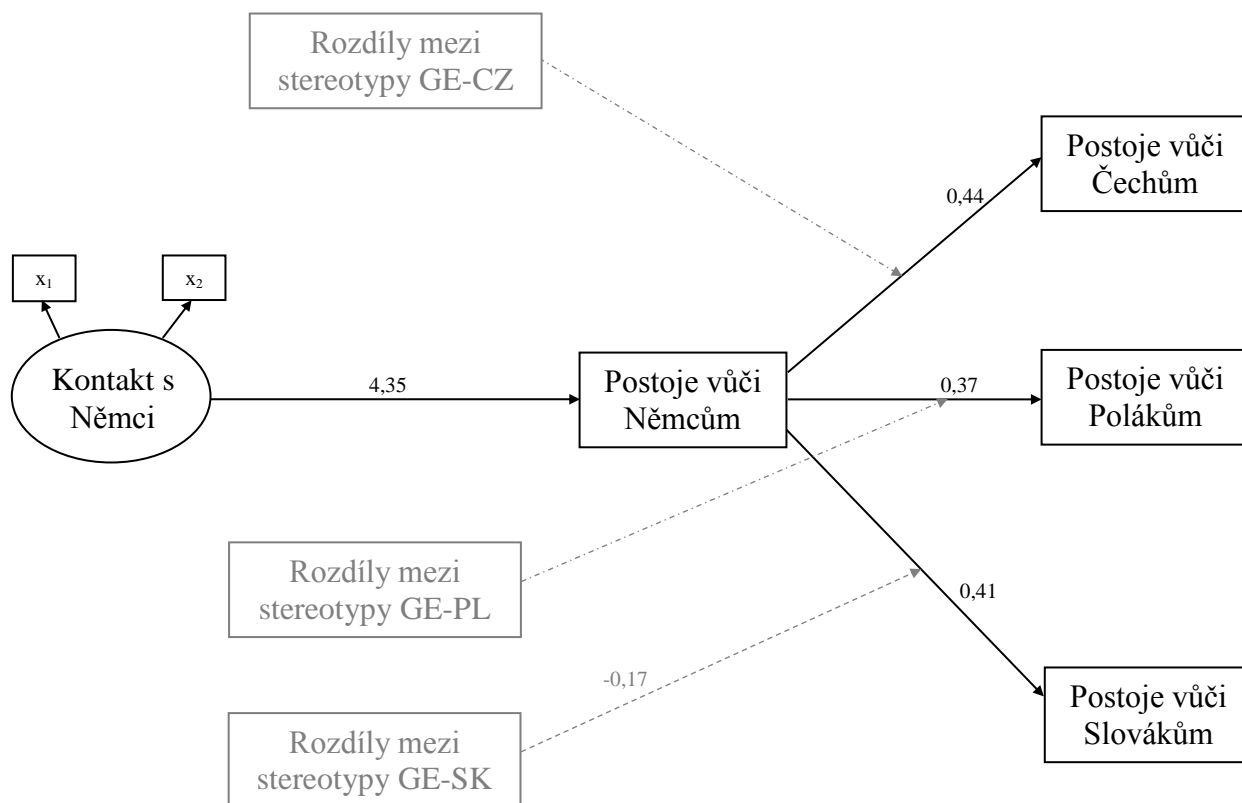 Rozdíly mezi
stereotypy GE-CZ
Postoje vůči
Čechům
0,44
x₁
x₂
Kontakt s
Němci
4,35
Postoje vůči
Němcům
0,37
Postoje vůči
Polákům
Rozdíly mezi
stereotypy GE-PL
0,41
-0,17
Postoje vůči
Slovákům
Rozdíly mezi
stereotypy GE-SK